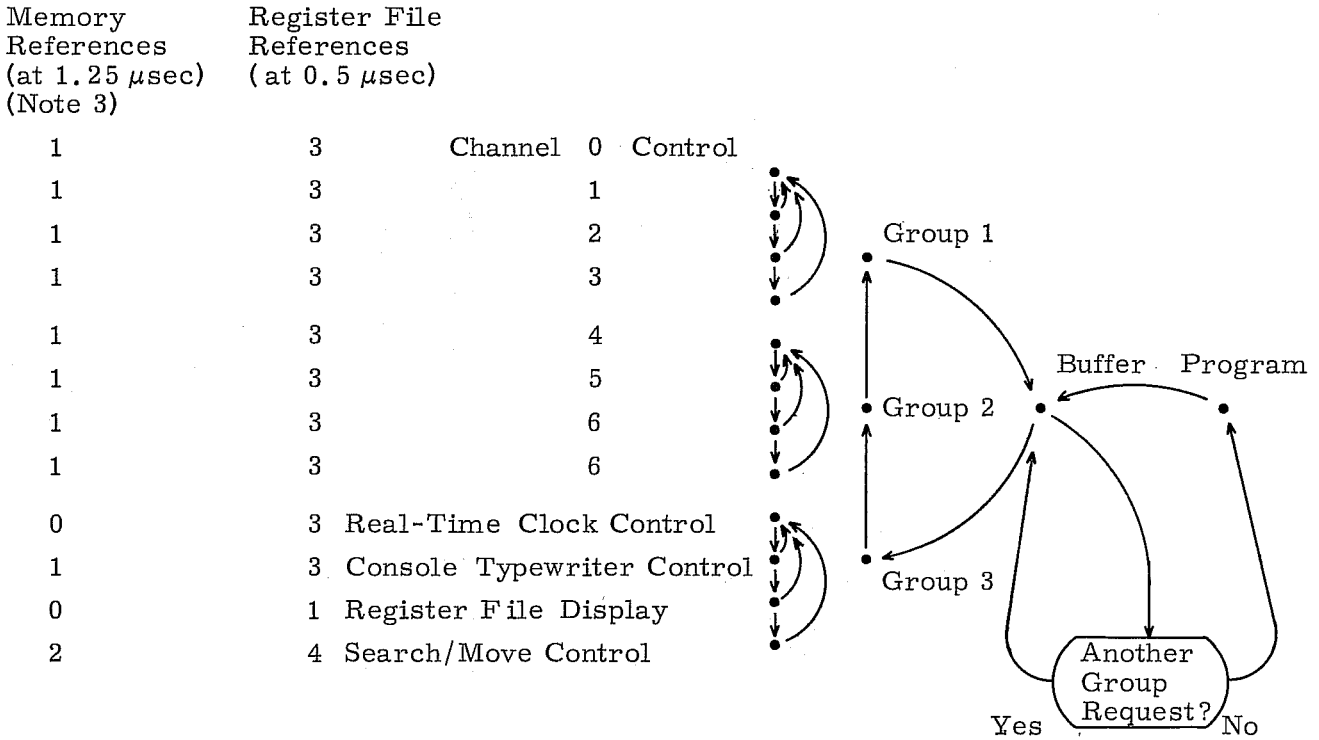 Memory Register File
References References
(at 1.25 μsec) (at 0.5 μsec)
(Note 3)
1 3 Channel 0 Control
1 3 1
1 3 2
1 3 3
1 3 4
1 3 5
1 3 6
1 3 6
0 3 Real-Time Clock Control
1 3 Console Typewriter Control
0 1 Register File Display
2 4 Search/Move Control
Group 1
Group 2
Group 3
Buffer Program
Another
Group
Request?
Yes No